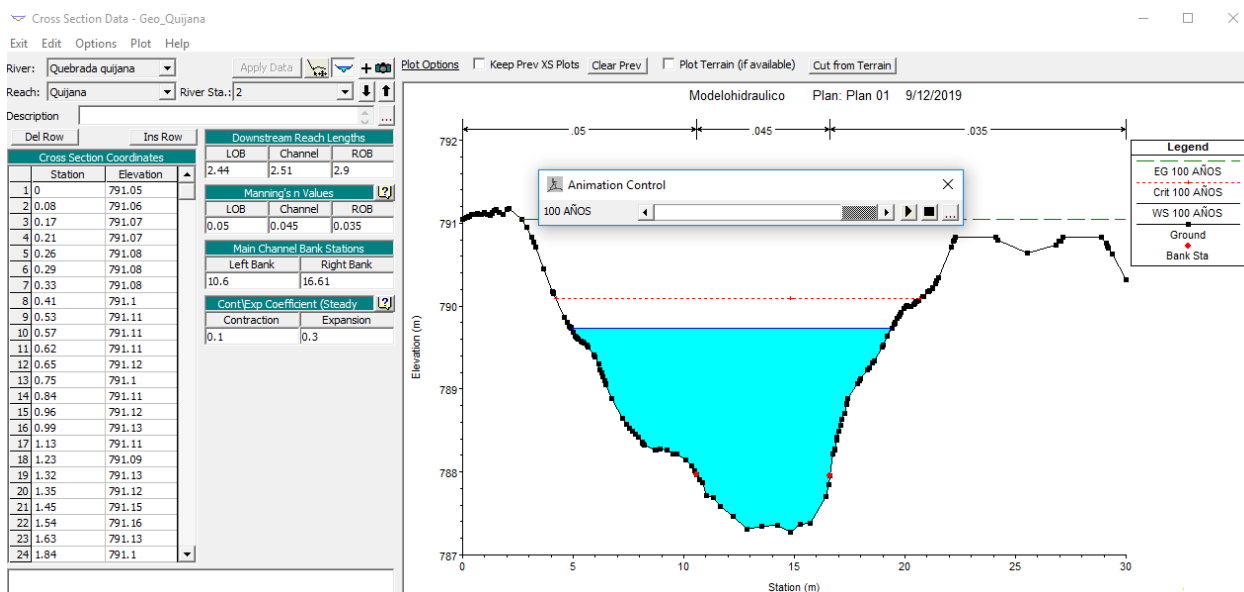 Cross Section Data - Geo_Quijana
Exit Edit Options Plot Help
River: Quebrada quijana Apply Data
Reach: Quijana River Sta.: 2
Description ...
Del Row Ins Row
Cross Section Coordinates
Station Elevation
1 0 791.05
2 0.08 791.06
3 0.17 791.07
4 0.21 791.07
5 0.26 791.08
6 0.29 791.08
7 0.33 791.08
8 0.41 791.1
9 0.53 791.11
10 0.57 791.11
11 0.62 791.11
12 0.65 791.12
13 0.75 791.1
14 0.84 791.11
15 0.96 791.12
16 0.99 791.13
17 1.13 791.11
18 1.23 791.09
19 1.32 791.13
20 1.35 791.12
21 1.45 791.15
22 1.54 791.16
23 1.63 791.13
24 1.84 791.1
Downstream Reach Lengths
LOB Channel ROB
2.44 2.51 2.9
Manning's n Values ?
LOB Channel ROB
0.05 0.045 0.035
Main Channel Bank Stations
Left Bank Right Bank
10.6 16.61
Cont\Exp Coefficient (Steady ?
Contraction Expansion
0.1 0.3
Plot Options Keep Prev XS Plots Clear Prev Plot Terrain (if available) Cut from Terrain
Modelohidraulico Plan: Plan 01 9/12/2019
.05 .045 .035
792
791
790
789
788
787
Elevation (m)
0 5 10 15 20 25 30
Station (m)
Animation Control
100 AÑOS ...
Legend
EG 100 AÑOS
Crit 100 AÑOS
WS 100 AÑOS
Ground
Bank Sta